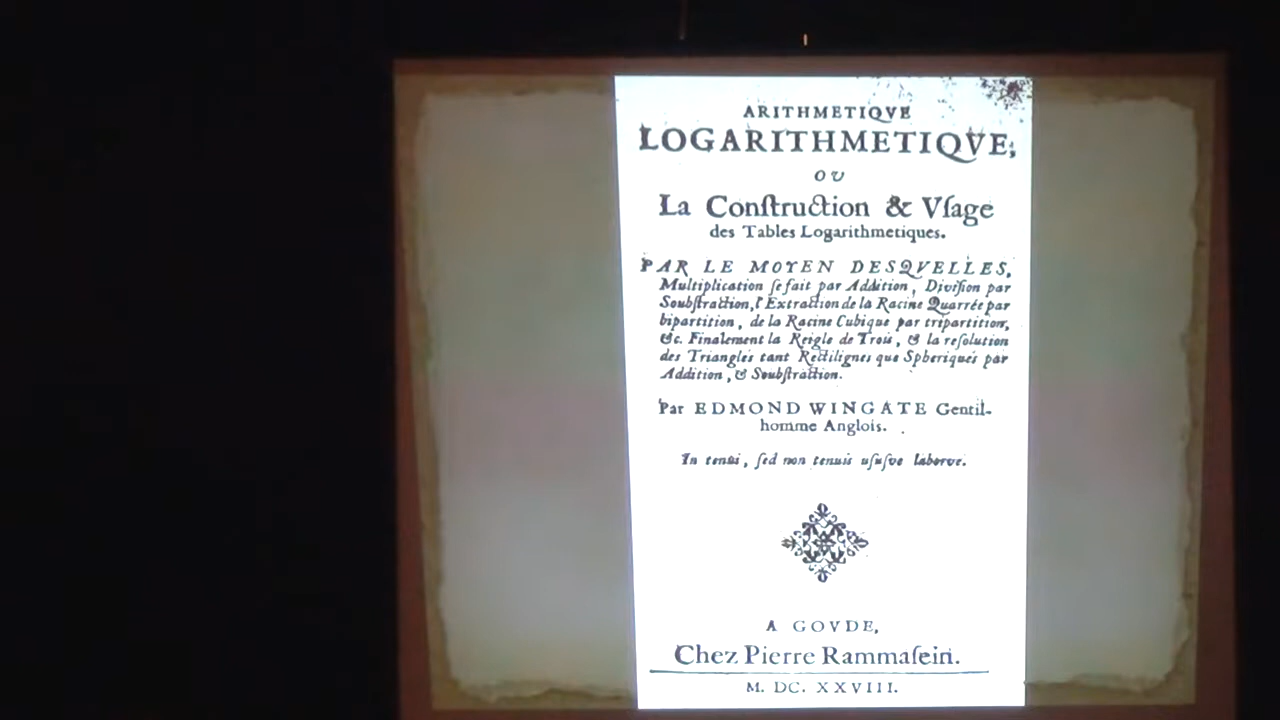 ARITHMETIQVE
LOGARITHMETIQVE,
OV
La Conſtruction & Vſage
des Tables Logarithmetiques.
PAR LE MOYEN DESQVELLES,
Multiplication ſe fait par Addition, Diviſion par
Soubſtraction, l'Extraction de la Racine Quarrée par
bipartition, de la Racine Cubique par tripartition,
&c. Finalement la Reigle de Trois, & la reſolution
des Triangles tant Rectilignes que Spheriques par
Addition, & Soubſtraction.
Par EDMOND WINGATE Gentil-
homme Anglois.
In tenui, ſed non tenuis uſuſve laborve.
A GOVDE,
Chez Pierre Rammaſein.
M. DC. XXVIII.